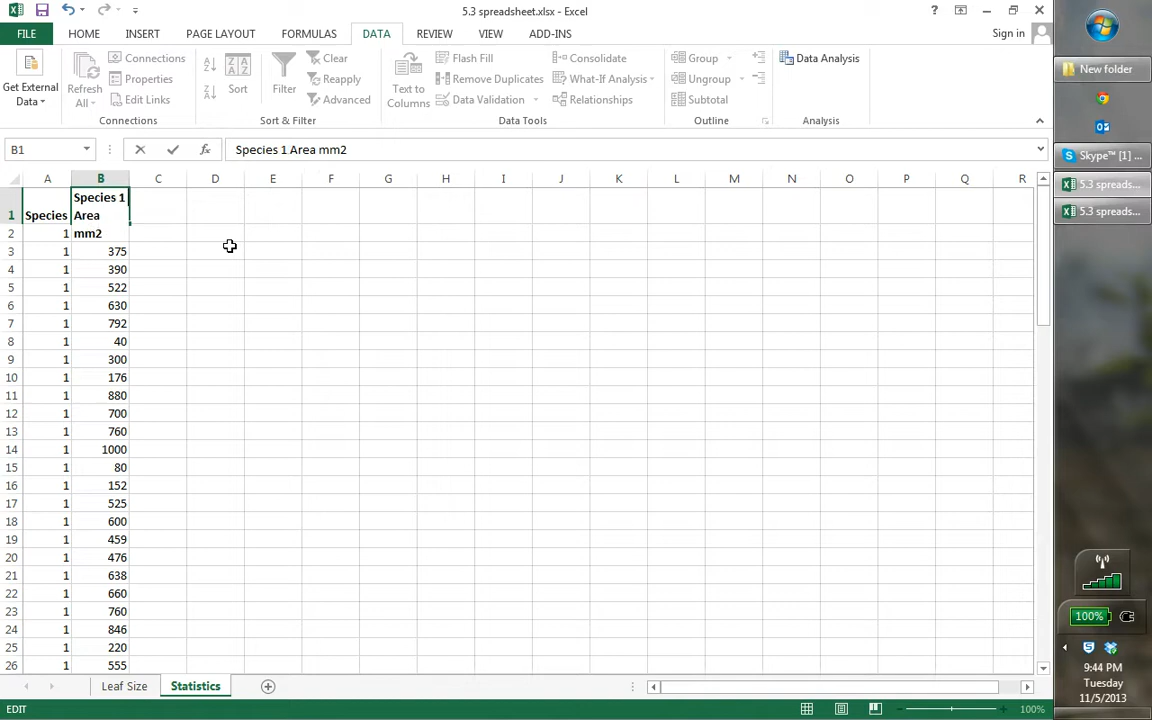 5.3 spreadsheet.xlsx - Excel
FILE HOME INSERT PAGE LAYOUT FORMULAS DATA REVIEW VIEW ADD-INS Sign in
Get External Data
Refresh All
Connections
Properties
Edit Links
Connections
Sort
Filter
Clear
Reapply
Advanced
Sort & Filter
Text to Columns
Flash Fill
Remove Duplicates
Data Validation
Consolidate
What-If Analysis
Relationships
Data Tools
Group
Ungroup
Subtotal
Outline
Data Analysis
Analysis
B1 fx Species 1 Area mm2
A B C D E F G H I J K L M N O P Q R
1 Species Species 1
Area
2 1 mm2
3 1 375
4 1 390
5 1 522
6 1 630
7 1 792
8 1 40
9 1 300
10 1 176
11 1 880
12 1 700
13 1 760
14 1 1000
15 1 80
16 1 152
17 1 525
18 1 600
19 1 459
20 1 476
21 1 638
22 1 660
23 1 760
24 1 846
25 1 220
26 1 555
Leaf Size Statistics
EDIT 100%
New folder
Skype™ [1] ...
5.3 spreads...
5.3 spreads...
100%
9:44 PM
Tuesday
11/5/2013